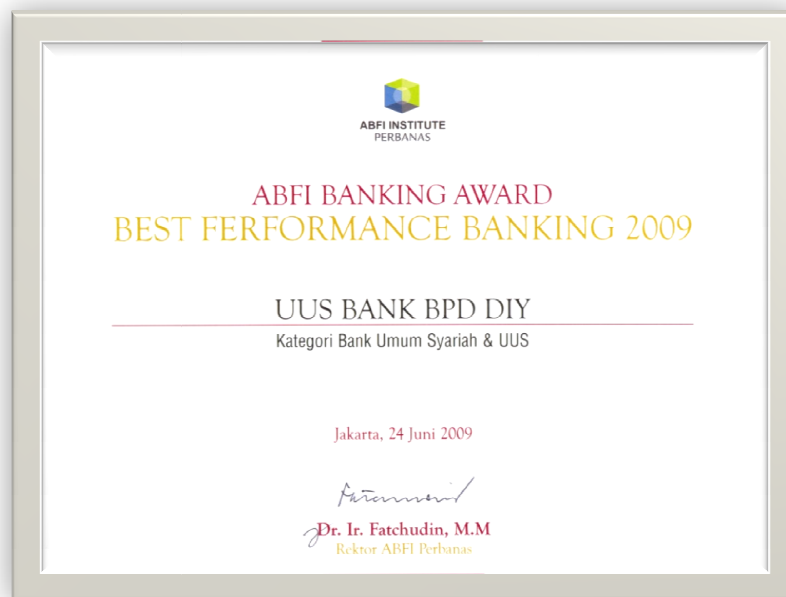 ABFI INSTITUTE
PERBANAS
ABFI BANKING AWARD
BEST FERFORMANCE BANKING 2009
UUS BANK BPD DIY
Kategori Bank Umum Syariah & UUS
Jakarta, 24 Juni 2009
Dr. Ir. Fatchudin, M.M
Rektor ABFI Perbanas